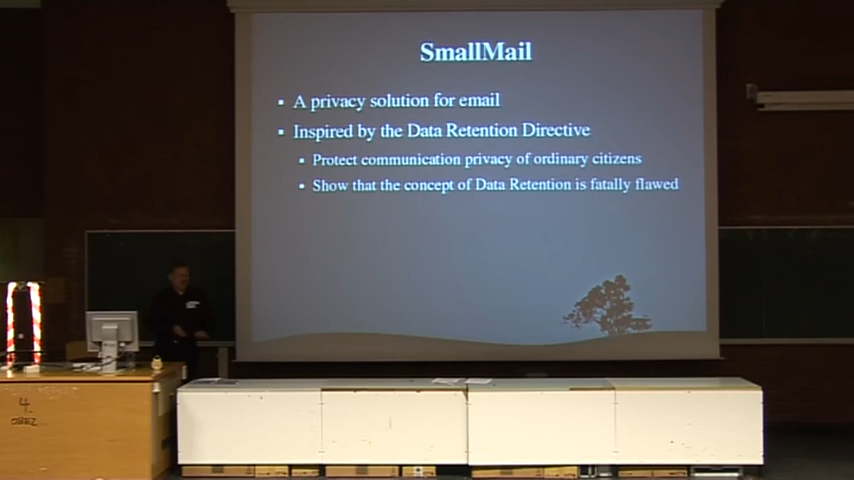 SmallMail
A privacy solution for email
Inspired by the Data Retention Directive
Protect communication privacy of ordinary citizens
Show that the concept of Data Retention is fatally flawed
4.